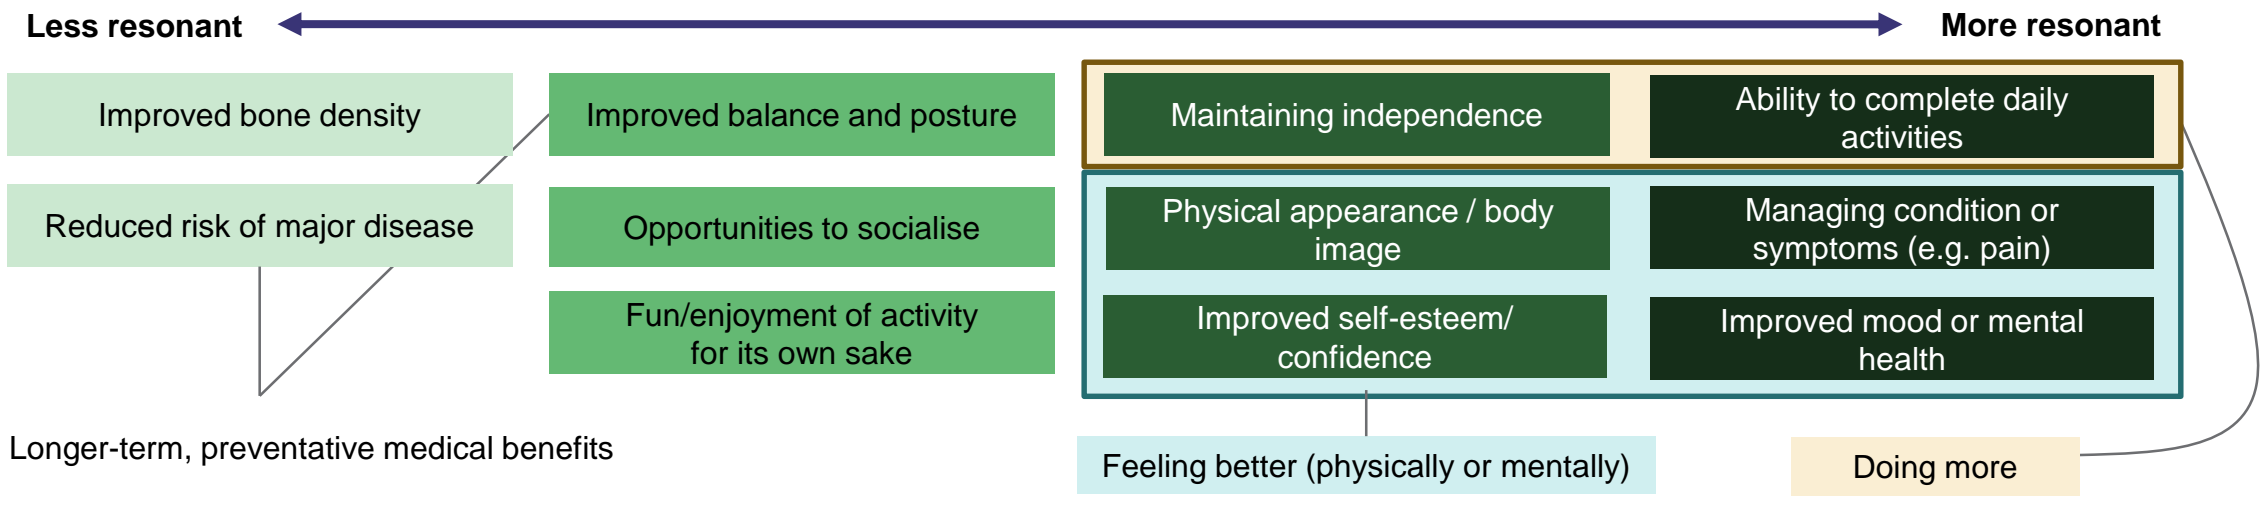 Less resonant
More resonant
Improved bone density
Improved balance and posture
Maintaining independence
Ability to complete daily
activities
Reduced risk of major disease
Opportunities to socialise
Physical appearance / body
image
Managing condition or
symptoms (e.g. pain)
Fun/enjoyment of activity
for its own sake
Improved self-esteem/
confidence
Improved mood or mental
health
Longer-term, preventative medical benefits
Feeling better (physically or mentally)
Doing more